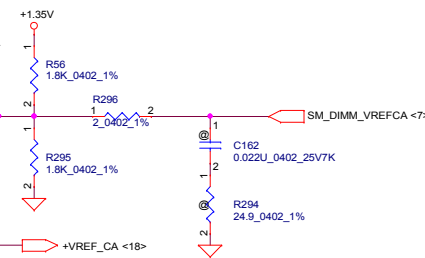 +1.35V
1
R56
1.8K_0402_1%
2
R296
1
2
2_0402_1%
SM_DIMM_VREFCA <7>
1
@
C162
0.022U_0402_25V7K
2
1
R295
1.8K_0402_1%
2
1
@
R294
24.9_0402_1%
2
+VREF_CA <18>